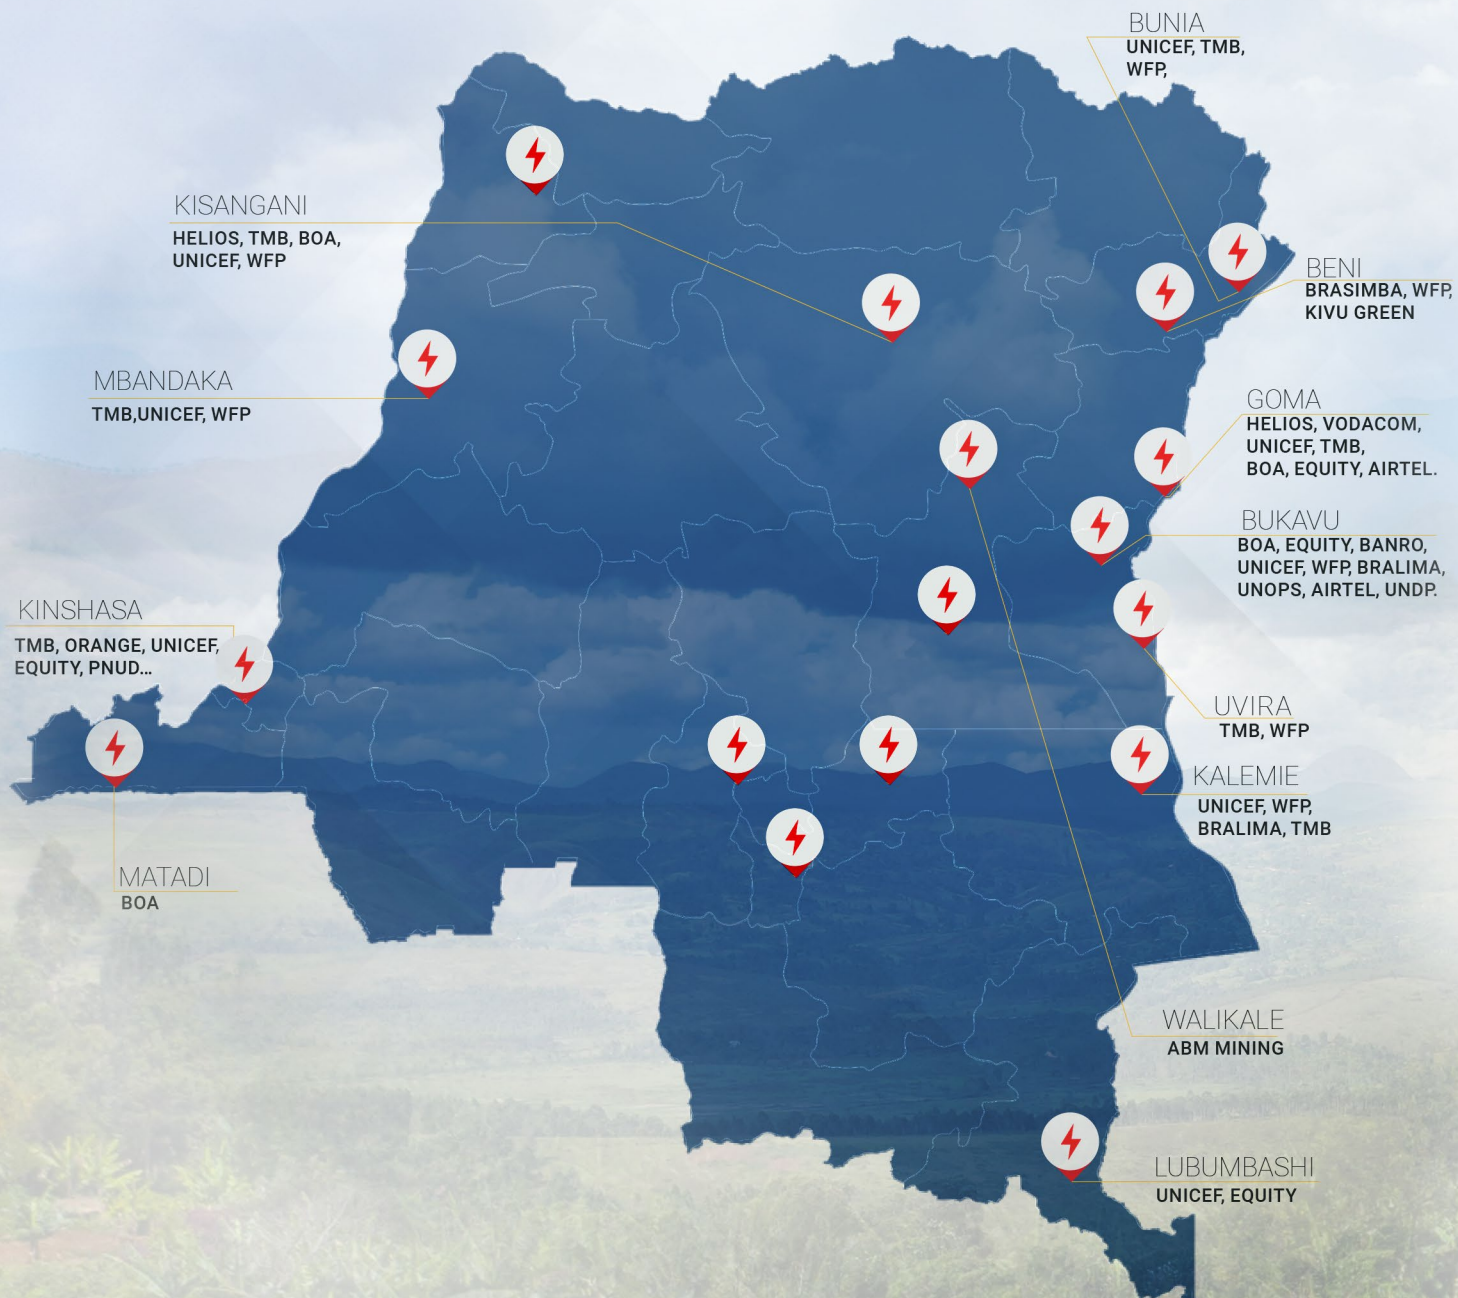 BUNIA
UNICEF, TMB,
WFP,
KISANGANI
HELIOS, TMB, BOA,
UNICEF, WFP
BENI
BRASIMBA, WFP,
KIVU GREEN
MBANDAKA
TMB,UNICEF, WFP
GOMA
HELIOS, VODACOM,
UNICEF, TMB,
BOA, EQUITY, AIRTEL.
BUKAVU
BOA, EQUITY, BANRO,
UNICEF, WFP, BRALIMA,
UNOPS, AIRTEL, UNDP.
KINSHASA
TMB, ORANGE, UNICEF,
EQUITY, PNUD...
UVIRA
TMB, WFP
KALEMIE
UNICEF, WFP,
BRALIMA, TMB
MATADI
BOA
WALIKALE
ABM MINING
LUBUMBASHI
UNICEF, EQUITY